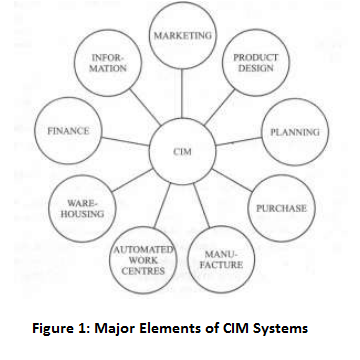 MARKETING
PRODUCT
DESIGN
PLANNING
PURCHASE
MANU-
FACTURE
AUTOMATED
WORK
CENTRES
WARE-
HOUSING
FINANCE
INFOR-
MATION
CIM
Figure 1: Major Elements of CIM Systems